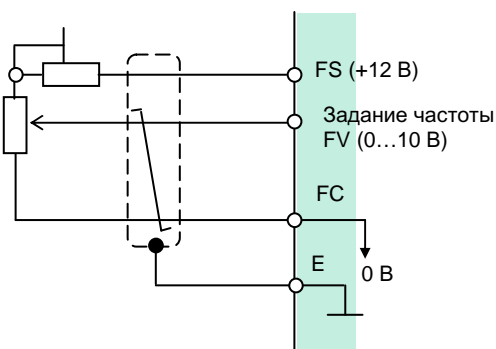 FS (+12 В)
Задание частоты
FV (0…10 В)
FC
E
0 В